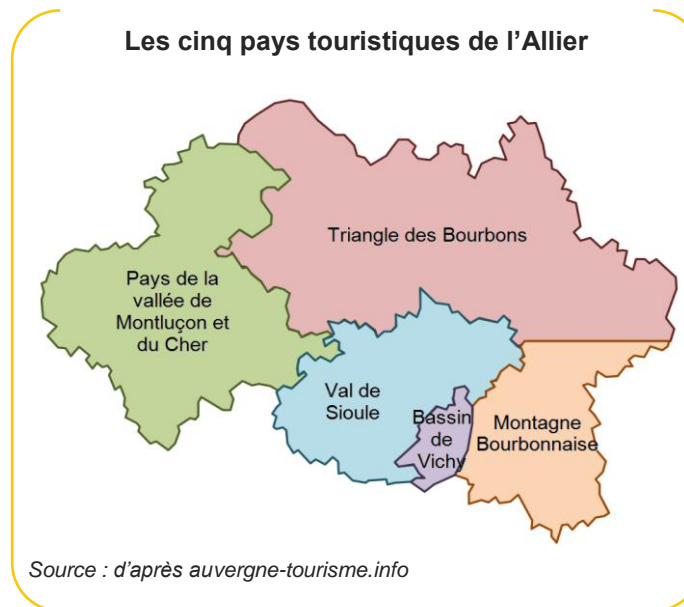 Les cinq pays touristiques de l’Allier
Triangle des Bourbons
Pays de la
vallée de
Montluçon et
du Cher
Val de
Sioule
Bassin
de
Vichy
Montagne
Bourbonnaise
Source : d’après auvergne-tourisme.info